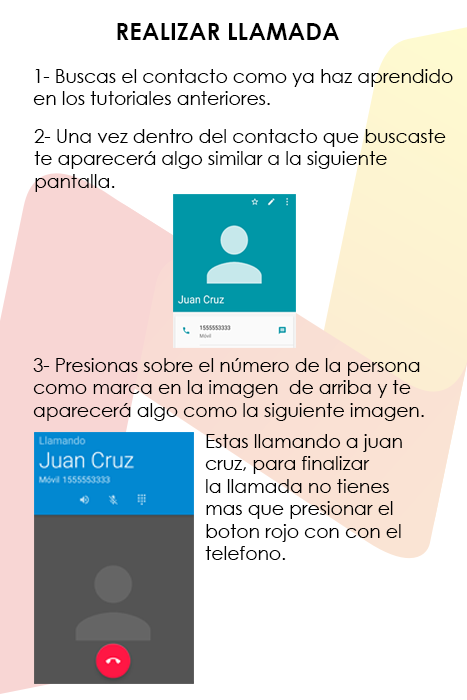 REALIZAR LLAMADA
1- Buscas el contacto como ya haz aprendido
en los tutoriales anteriores.
2- Una vez dentro del contacto que buscaste
te aparecerá algo similar a la siguiente
pantalla.
Juan Cruz
1555553333
Móvil
3- Presionas sobre el número de la persona
como marca en la imagen de arriba y te
aparecerá algo como la siguiente imagen.
Llamando
Juan Cruz
Móvil 1555553333
Estas llamando a juan
cruz, para finalizar
la llamada no tienes
mas que presionar el
boton rojo con con el
telefono.